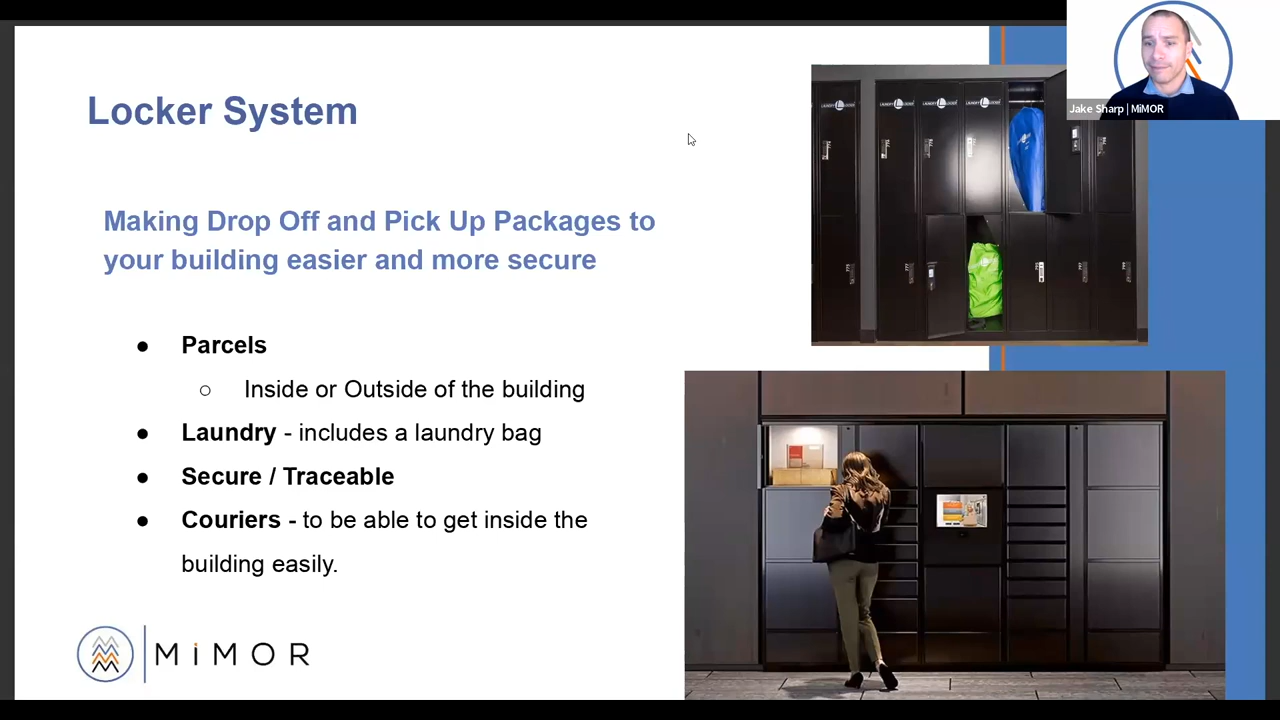 Locker System
Jake Sharp | MiMOR
Making Drop Off and Pick Up Packages to
your building easier and more secure
● Parcels
○ Inside or Outside of the building
● Laundry - includes a laundry bag
● Secure / Traceable
● Couriers - to be able to get inside the
building easily.
MiMOR